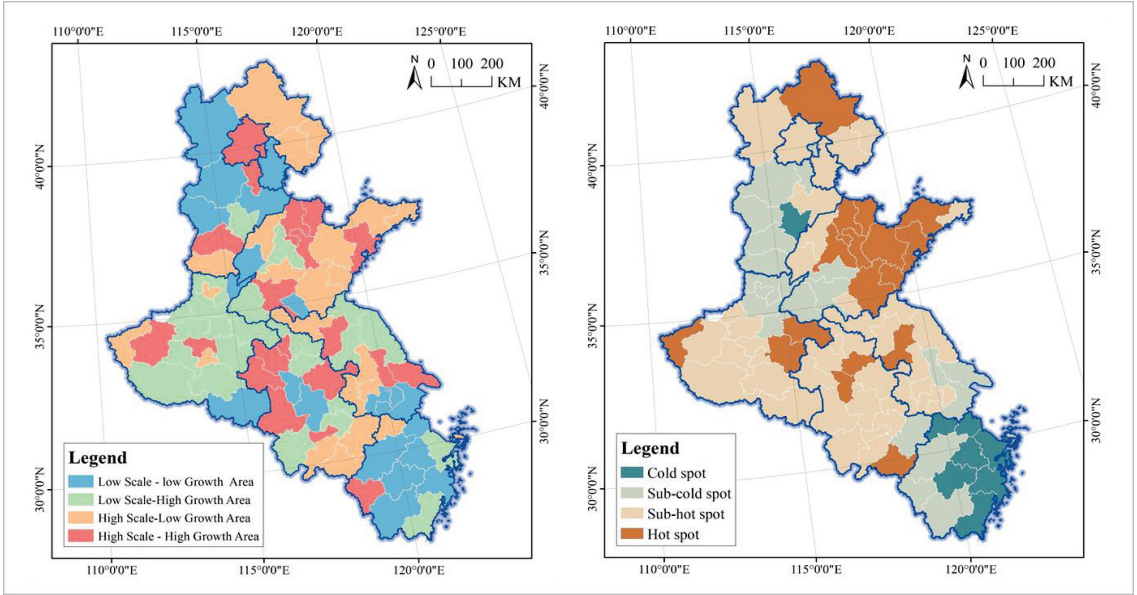 110°0'0"E 115°0'0"E 120°0'0"E 125°0'0"E
N
0 100 200
KM
40°0'0"N
40°0'0"N
35°0'0"N
35°0'0"N
30°0'0"N
30°0'0"N
Legend
Low Scale - low Growth Area
Low Scale-High Growth Area
High Scale-Low Growth Area
High Scale - High Growth Area
110°0'0"E 115°0'0"E 120°0'0"E
110°0'0"E 115°0'0"E 120°0'0"E 125°0'0"E
N
0 100 200
KM
40°0'0"N
40°0'0"N
35°0'0"N
35°0'0"N
30°0'0"N
30°0'0"N
Legend
Cold spot
Sub-cold spot
Sub-hot spot
Hot spot
110°0'0"E 115°0'0"E 120°0'0"E